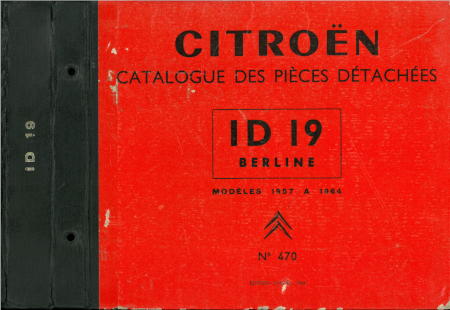 ID 19
CITROËN
CATALOGUE DES PIÈCES DÉTACHÉES
ID 19
BERLINE
MODÈLES 1957 A 1964
N° 470